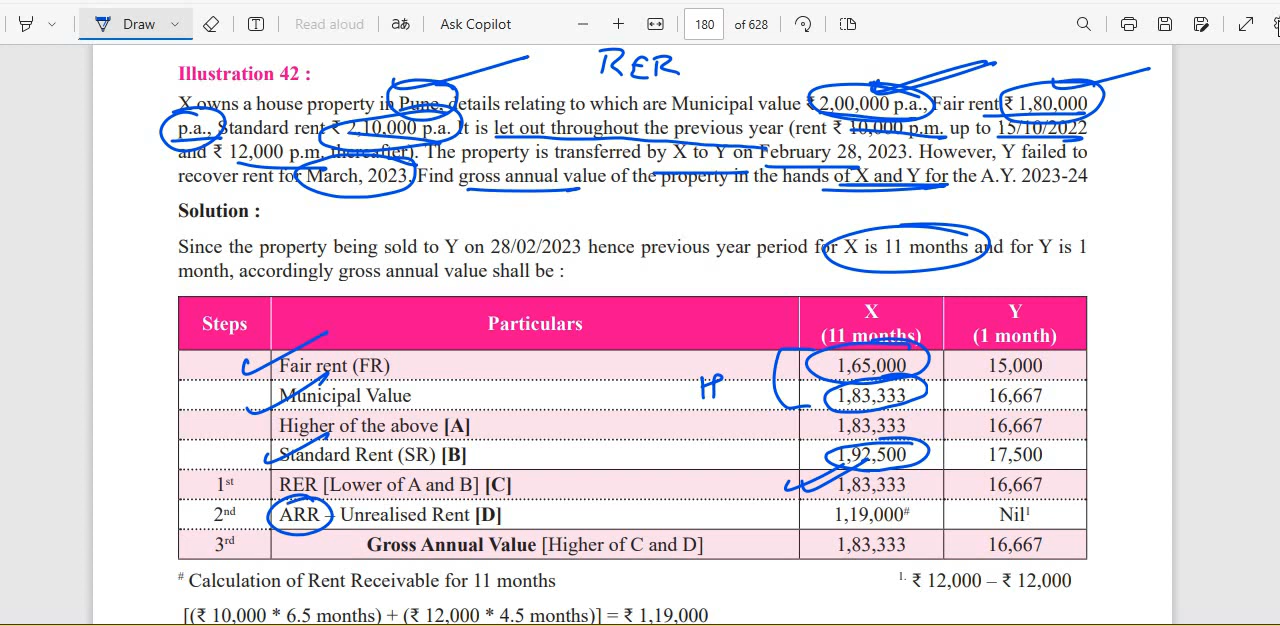 Draw
Read aloud
aあ
Ask Copilot
180
of 628
RER
Illustration 42 :
X owns a house property in Pune, details relating to which are Municipal value ₹ 2,00,000 p.a., Fair rent ₹ 1,80,000
p.a., Standard rent ₹ 2,10,000 p.a. It is let out throughout the previous year (rent ₹ 10,000 p.m. up to 15/10/2022
and ₹ 12,000 p.m. thereafter). The property is transferred by X to Y on February 28, 2023. However, Y failed to
recover rent for March, 2023. Find gross annual value of the property in the hands of X and Y for the A.Y. 2023-24
Solution :
Since the property being sold to Y on 28/02/2023 hence previous year period for X is 11 months and for Y is 1
month, accordingly gross annual value shall be :
Steps Particulars X (11 months) Y (1 month)
Fair rent (FR) 1,65,000 15,000
Municipal Value H 1,83,333 16,667
Higher of the above [A] 1,83,333 16,667
Standard Rent (SR) [B] 1,92,500 17,500
1st RER [Lower of A and B] [C] 1,83,333 16,667
2nd ARR – Unrealised Rent [D] 1,19,000# Nil1
3rd Gross Annual Value [Higher of C and D] 1,83,333 16,667
# Calculation of Rent Receivable for 11 months 1. ₹ 12,000 – ₹ 12,000
[(₹ 10,000 * 6.5 months) + (₹ 12,000 * 4.5 months)] = ₹ 1,19,000